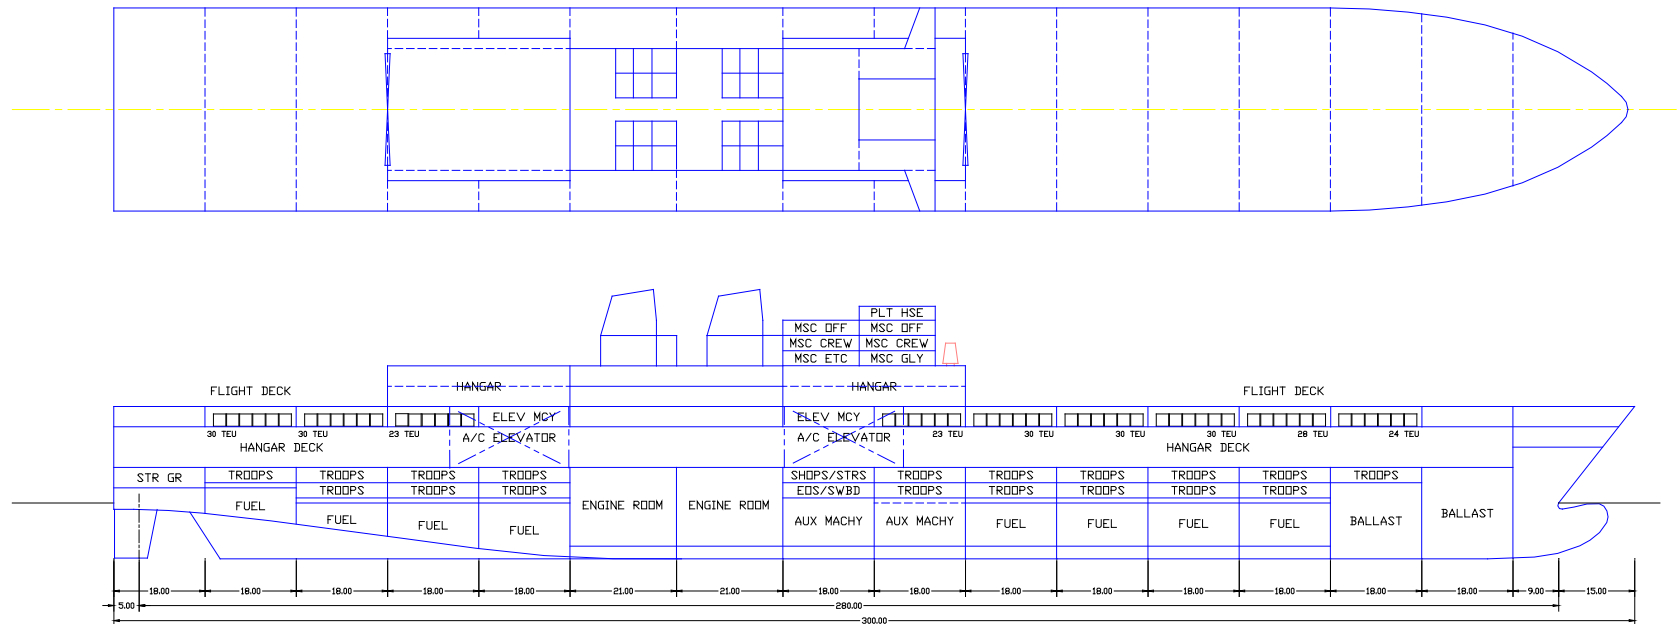 PLT HSE
MSC OFF MSC OFF
MSC CREW MSC CREW
MSC ETC MSC GLY
HANGAR HANGAR
FLIGHT DECK FLIGHT DECK
ELEV MCY ELEV MCY
30 TEU 30 TEU 23 TEU 23 TEU 30 TEU 30 TEU 30 TEU 28 TEU 24 TEU
A/C ELEVATOR A/C ELEVATOR
HANGAR DECK HANGAR DECK
STR GR TROOPS TROOPS TROOPS TROOPS SHOPS/STRS TROOPS TROOPS TROOPS TROOPS TROOPS TROOPS
TROOPS TROOPS TROOPS EOS/SWBD TROOPS TROOPS TROOPS TROOPS TROOPS
FUEL ENGINE ROOM ENGINE ROOM BALLAST
FUEL FUEL FUEL AUX MACHY AUX MACHY FUEL FUEL FUEL FUEL BALLAST
18.00 18.00 18.00 18.00 18.00 21.00 21.00 18.00 18.00 18.00 18.00 18.00 18.00 18.00 18.00 9.00 15.00
5.00 280.00
300.00